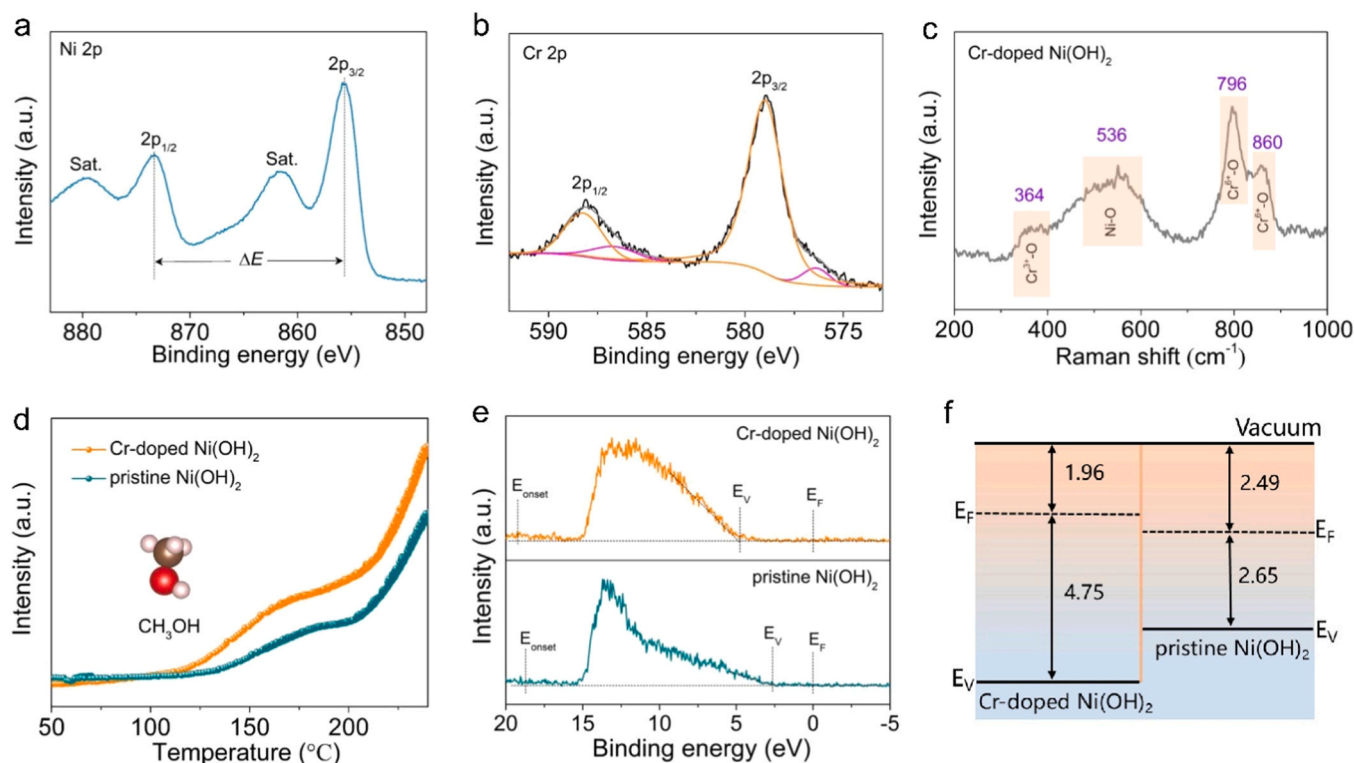 a
Ni 2p
2p3/2
2p1/2
Sat.
Sat.
ΔE
880
870
860
850
Binding energy (eV)
Intensity (a.u.)
b
Cr 2p
2p3/2
2p1/2
590
585
578
573
Binding energy (eV)
Intensity (a.u.)
c
Cr-doped Ni(OH)2
796
860
536
364
Cr3+-O
Ni-O
Cr6+-O
Cr6+-O
200
400
600
800
1000
Raman shift (cm-1)
Intensity (a.u.)
d
Cr-doped Ni(OH)2
pristine Ni(OH)2
CH3OH
50
100
150
200
Temperature (°C)
Intensity (a.u.)
e
Cr-doped Ni(OH)2
Eonset
EV
EF
pristine Ni(OH)2
Eonset
EV
EF
20
15
10
5
0
-5
Binding energy (eV)
Intensity (a.u.)
f
Vacuum
1.96
2.49
EF
EF
4.75
2.65
EV
pristine Ni(OH)2
EV
Cr-doped Ni(OH)2